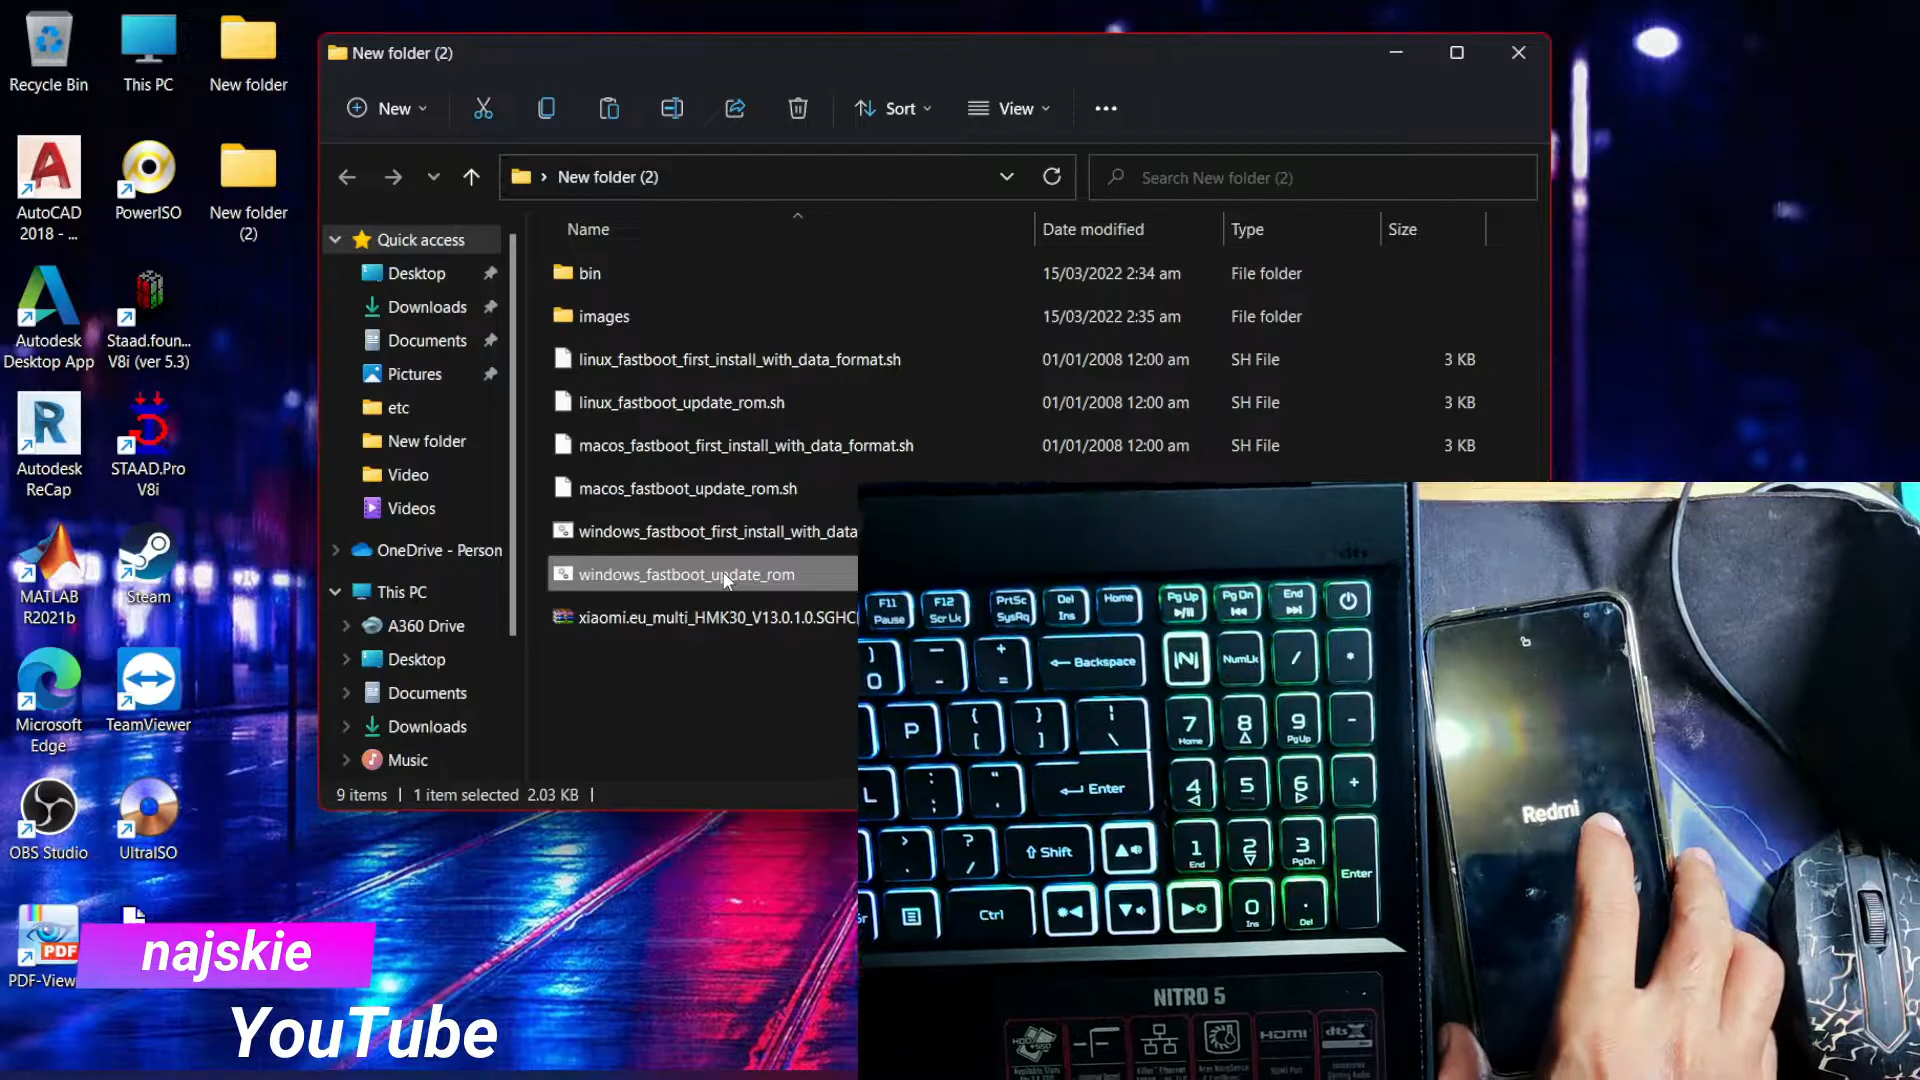 Recycle Bin
This PC
New folder
AutoCAD
2018 - ...
PowerISO
New folder
(2)
Autodesk
Desktop App
Staad.foun...
V8i (ver 5.3)
Autodesk
ReCap
STAAD.Pro
V8i
MATLAB
R2021b
Steam
Microsoft
Edge
TeamViewer
OBS Studio
UltraISO
PDF
PDF-View
najskie
YouTube
New folder (2)
New
Sort
View
New folder (2)
Search New folder (2)
Name
Date modified
Type
Size
Quick access
Desktop
Downloads
Documents
Pictures
etc
New folder
Video
Videos
OneDrive - Person
This PC
A360 Drive
Desktop
Documents
Downloads
Music
bin 15/03/2022 2:34 am File folder
images 15/03/2022 2:35 am File folder
linux_fastboot_first_install_with_data_format.sh 01/01/2008 12:00 am SH File 3 KB
linux_fastboot_update_rom.sh 01/01/2008 12:00 am SH File 3 KB
macos_fastboot_first_install_with_data_format.sh 01/01/2008 12:00 am SH File 3 KB
macos_fastboot_update_rom.sh
windows_fastboot_first_install_with_data
windows_fastboot_update_rom
xiaomi.eu_multi_HMK30_V13.0.1.0.SGHC
9 items | 1 item selected 2.03 KB |
F11 F12 PrtSc Del Home Pg Up Pg Dn End
Pause Scr Lk SysRq Ins
) _ + Backspace N NumLk / *
0 - =
P { } | 7 8 9 -
[ ] \ Home PgUp
L : " Enter 4 5 6 +
; '
> ? Shift 1 2 3 Enter
. / End PgDn
Ctrl 0 .
Ins Del
NITRO 5
HDMI
dts X
Redmi